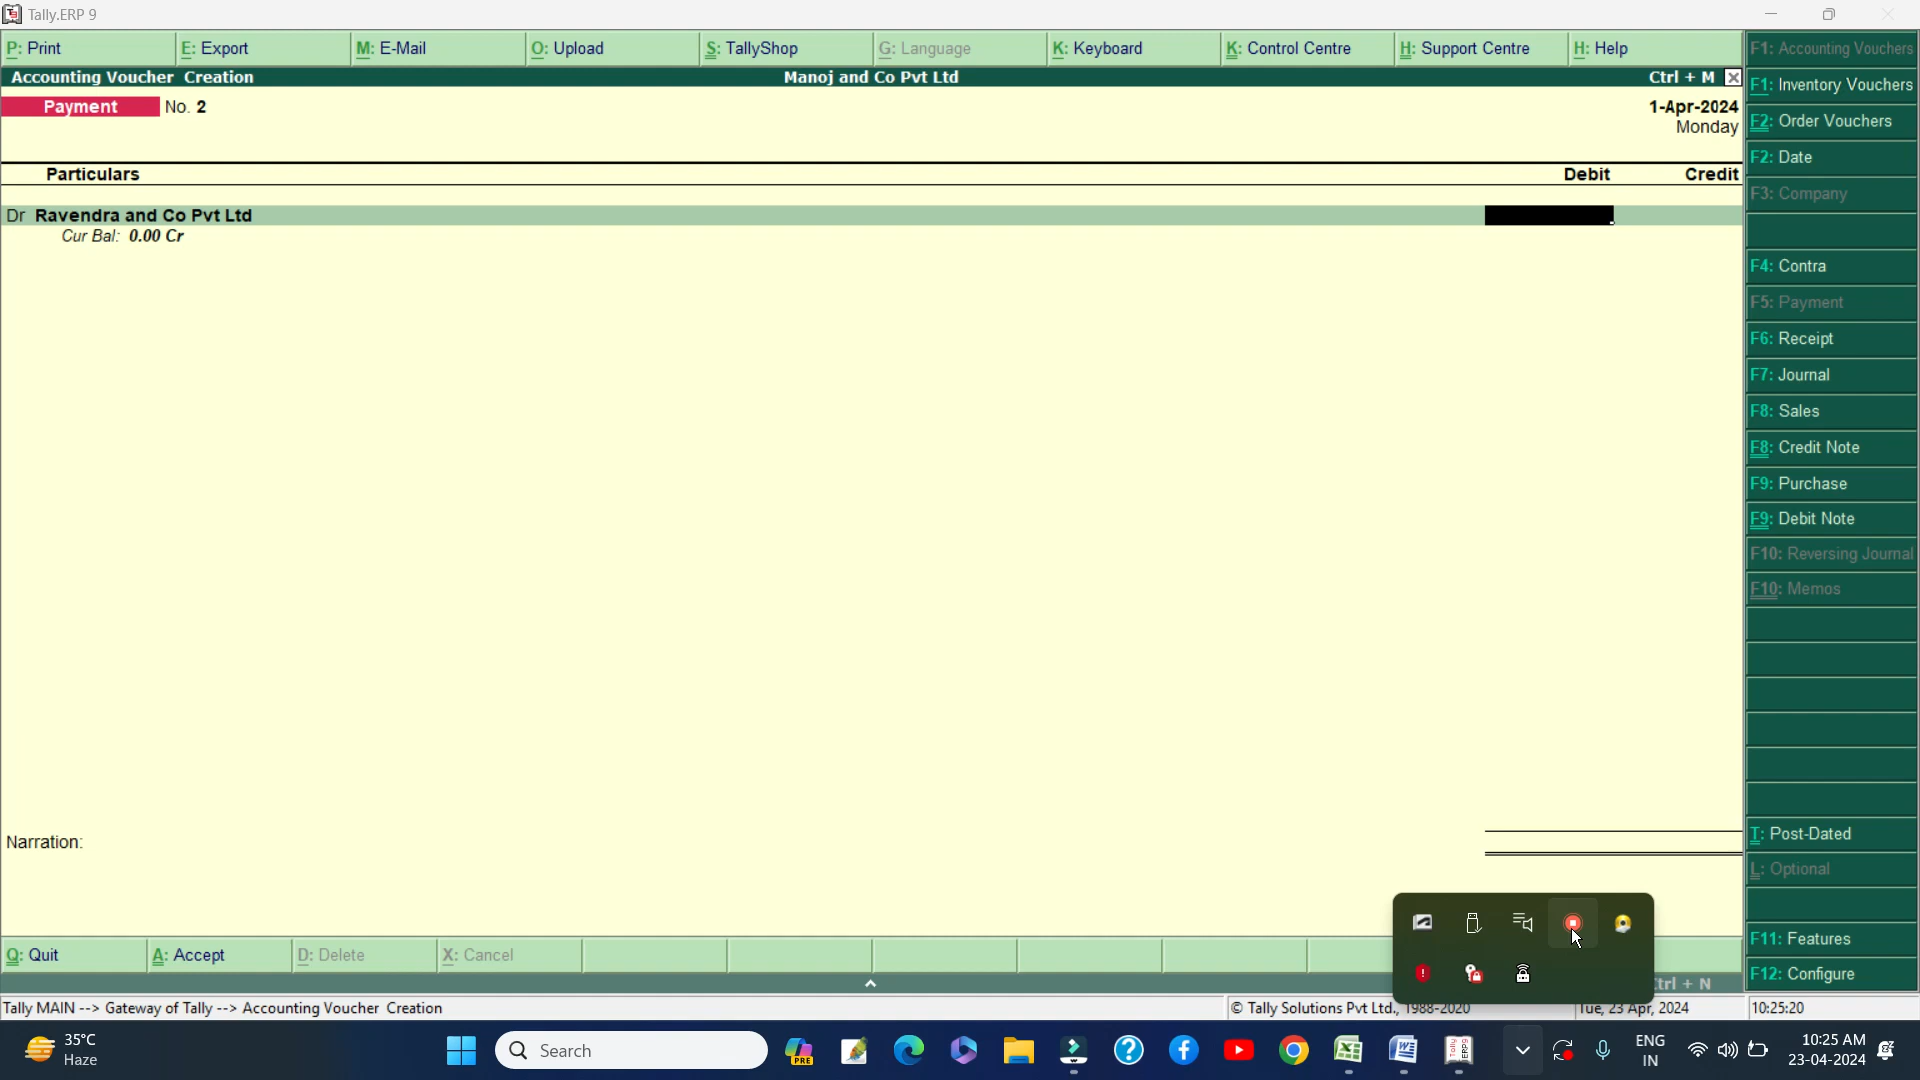 Tally.ERP 9
P: Print E: Export M: E-Mail O: Upload S: TallyShop G: Language K: Keyboard K: Control Centre H: Support Centre H: Help
Accounting Voucher Creation Manoj and Co Pvt Ltd Ctrl + M
Payment No. 2 1-Apr-2024
Monday
Particulars Debit Credit
Dr Ravendra and Co Pvt Ltd
Cur Bal: 0.00 Cr
Narration:
F1: Accounting Vouchers
F1: Inventory Vouchers
F2: Order Vouchers
F2: Date
F3: Company
F4: Contra
F5: Payment
F6: Receipt
F7: Journal
F8: Sales
F8: Credit Note
F9: Purchase
F9: Debit Note
F10: Reversing Journal
F10: Memos
T: Post-Dated
L: Optional
F11: Features
F12: Configure
Q: Quit A: Accept D: Delete X: Cancel
trl + N
Tally MAIN --> Gateway of Tally --> Accounting Voucher Creation © Tally Solutions Pvt Ltd., 1988-2020 Tue, 23 Apr, 2024 10:25:20
35°C
Haze
Search
PRE
Tally
ERP9
ENG
IN
10:25 AM
23-04-2024